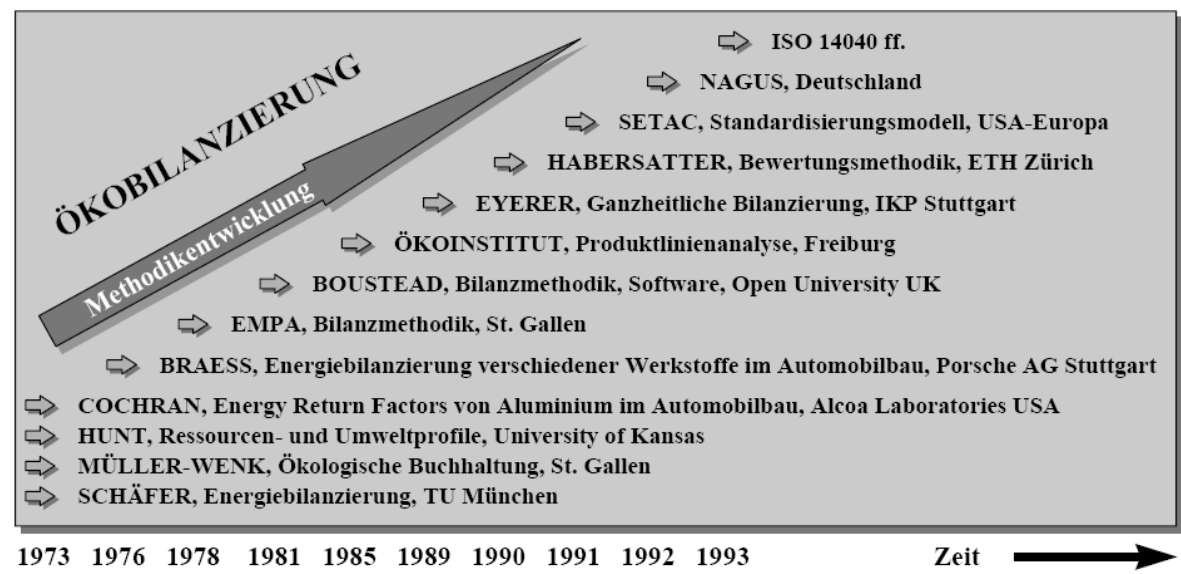 ÖKOBILANZIERUNG
Methodikentwicklung
ISO 14040 ff.
NAGUS, Deutschland
SETAC, Standardisierungsmodell, USA-Europa
HABERSATTER, Bewertungsmethodik, ETH Zürich
EYERER, Ganzheitliche Bilanzierung, IKP Stuttgart
ÖKOINSTITUT, Produktlinienanalyse, Freiburg
BOUSTEAD, Bilanzmethodik, Software, Open University UK
EMPA, Bilanzmethodik, St. Gallen
BRAESS, Energiebilanzierung verschiedener Werkstoffe im Automobilbau, Porsche AG Stuttgart
COCHRAN, Energy Return Factors von Aluminium im Automobilbau, Alcoa Laboratories USA
HUNT, Ressourcen- und Umweltprofile, University of Kansas
MÜLLER-WENK, Ökologische Buchhaltung, St. Gallen
SCHÄFER, Energiebilanzierung, TU München
1973 1976 1978 1981 1985 1989 1990 1991 1992 1993 Zeit